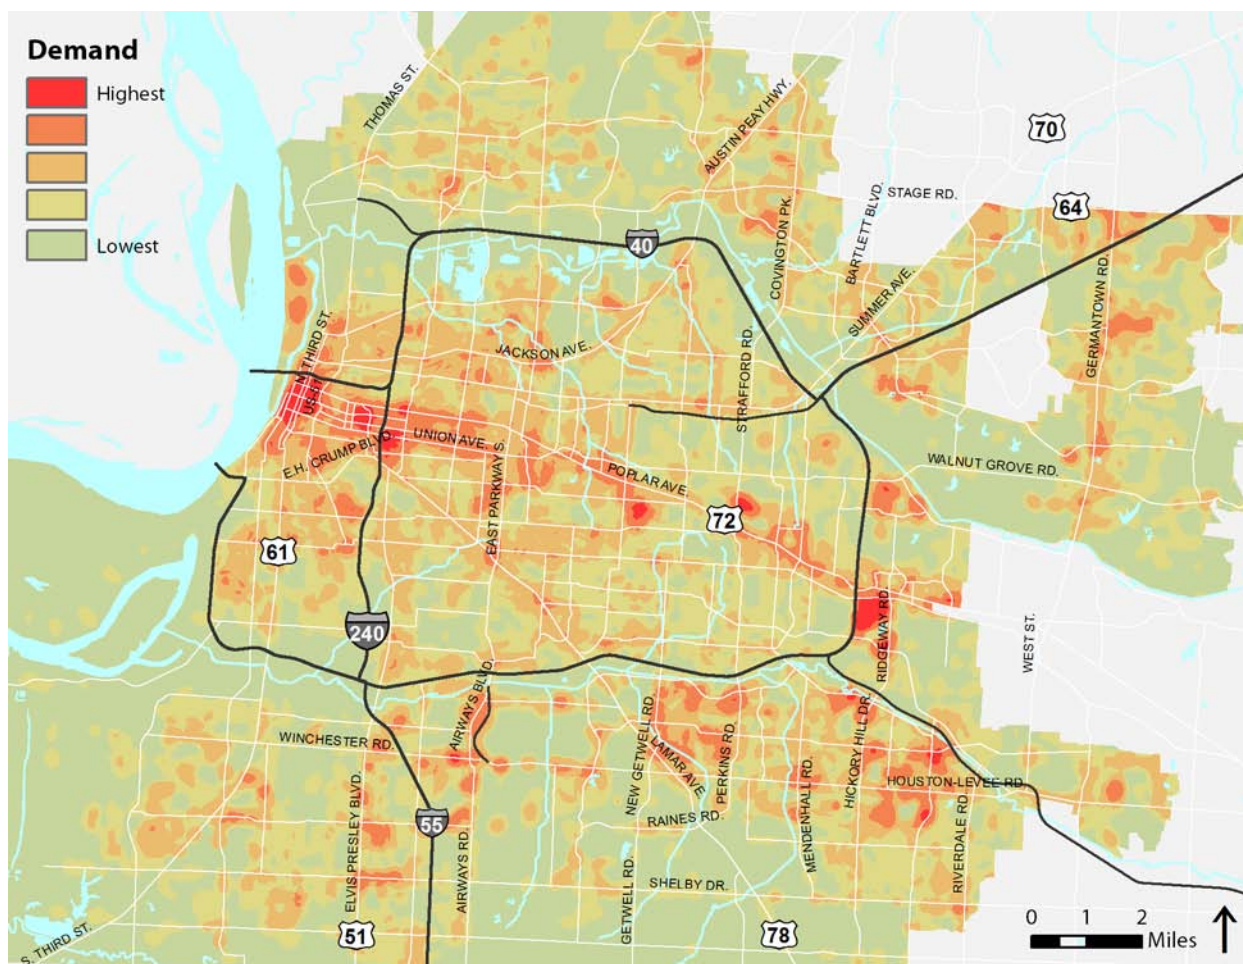 Demand
Highest
Lowest
THOMAS ST.
AUSTIN PEAY HWY.
70
STAGE RD.
64
COVINGTON PK.
BARTLETT BLVD.
40
SUMMER AVE.
GERMANTOWN RD.
N. THIRD ST.
JACKSON AVE.
STRAFFORD RD.
US-51
UNION AVE.
E.H. CRUMP BLVD.
EAST PARKWAY S.
POPLAR AVE.
WALNUT GROVE RD.
72
61
240
RIDGEWAY RD.
WEST ST.
AIRWAYS BLVD.
WINCHESTER RD.
NEW GETWELL RD.
LAMAR AVE
PERKINS RD.
MENDENHALL RD.
HICKORY HILL DR.
HOUSTON-LEVEE RD.
ELVIS PRESLEY BLVD.
55
AIRWAYS RD.
RAINES RD.
RIVERDALE RD.
GETWELL RD.
SHELBY DR.
S. THIRD ST.
51
78
0 1 2
Miles